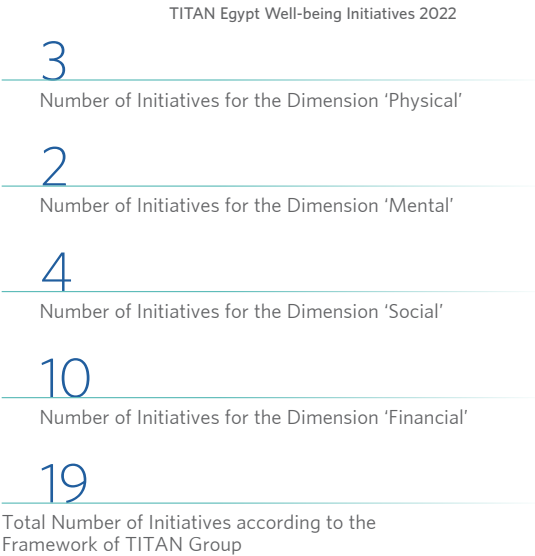 TITAN Egypt Well-being Initiatives 2022
3
Number of Initiatives for the Dimension ‘Physical’
2
Number of Initiatives for the Dimension ‘Mental’
4
Number of Initiatives for the Dimension ‘Social’
10
Number of Initiatives for the Dimension ‘Financial’
19
Total Number of Initiatives according to the
Framework of TITAN Group